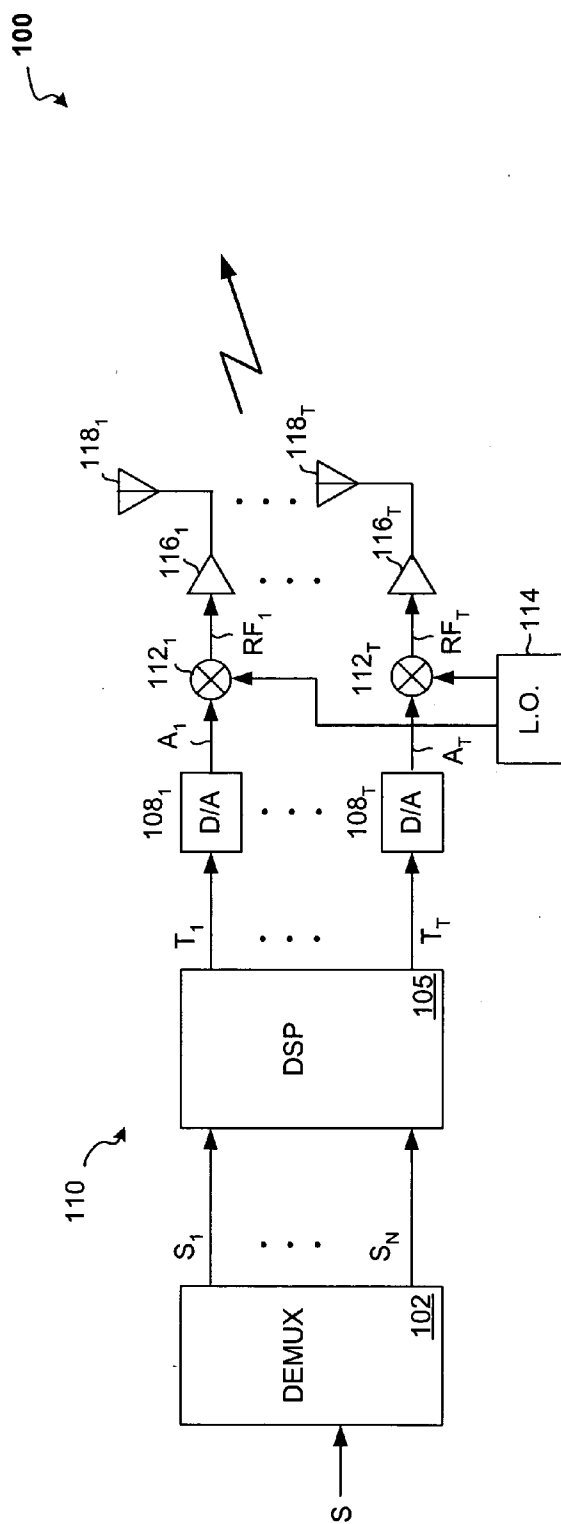 100
110
S
DEMUX
102
S1
SN
DSP
105
T1
TT
1081
D/A
108T
D/A
A1
AT
1121
112T
RF1
RFT
1161
116T
1181
118T
L.O.
114